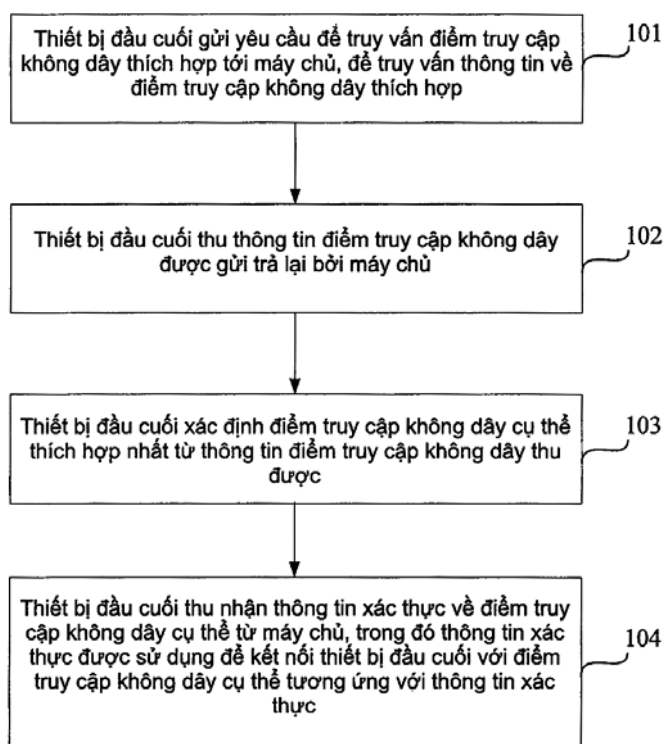 Thiết bị đầu cuối gửi yêu cầu để truy vấn điểm truy cập
không dây thích hợp tới máy chủ, để truy vấn thông tin về
điểm truy cập không dây thích hợp
101
Thiết bị đầu cuối thu thông tin điểm truy cập không dây
được gửi trả lại bởi máy chủ
102
Thiết bị đầu cuối xác định điểm truy cập không dây cụ thể
thích hợp nhất từ thông tin điểm truy cập không dây thu
được
103
Thiết bị đầu cuối thu nhận thông tin xác thực về điểm truy
cập không dây cụ thể từ máy chủ, trong đó thông tin xác
thực được sử dụng để kết nối thiết bị đầu cuối với điểm
truy cập không dây cụ thể tương ứng với thông tin xác
thực
104